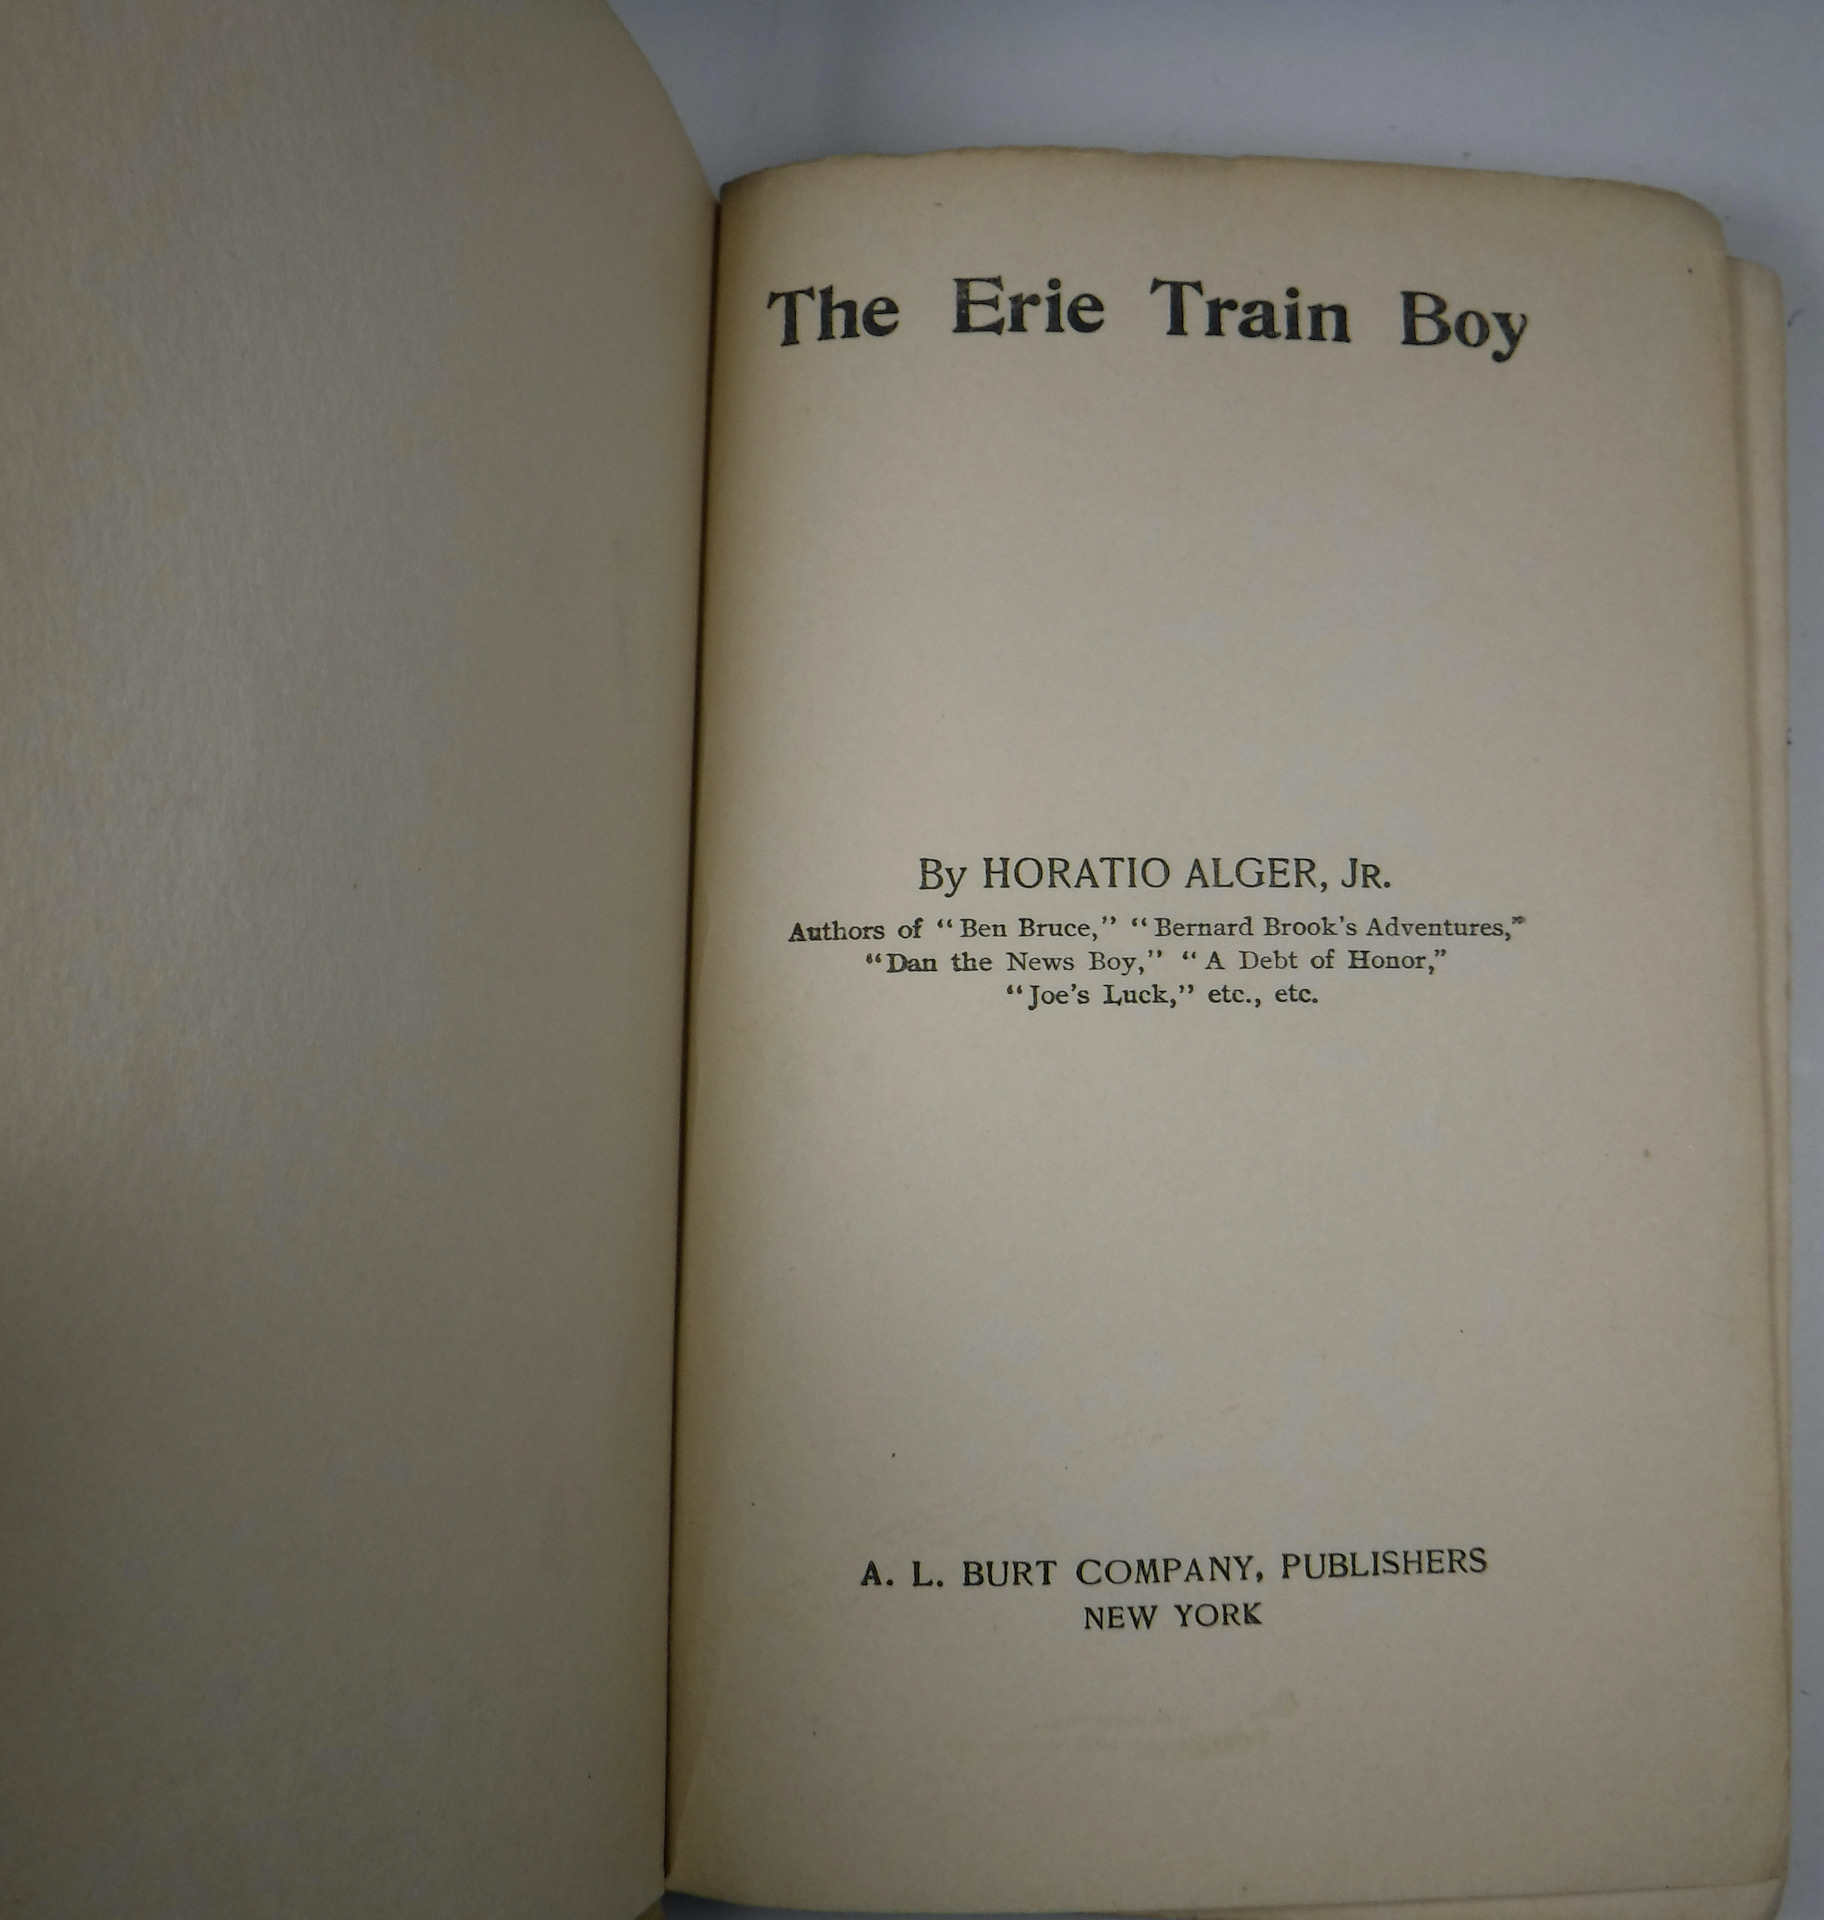 The Erie Train Boy
By HORATIO ALGER, JR.
Authors of “Ben Bruce,” “Bernard Brook's Adventures,”
“Dan the News Boy,” “A Debt of Honor,”
“Joe's Luck,” etc., etc.
A. L. BURT COMPANY, PUBLISHERS
NEW YORK